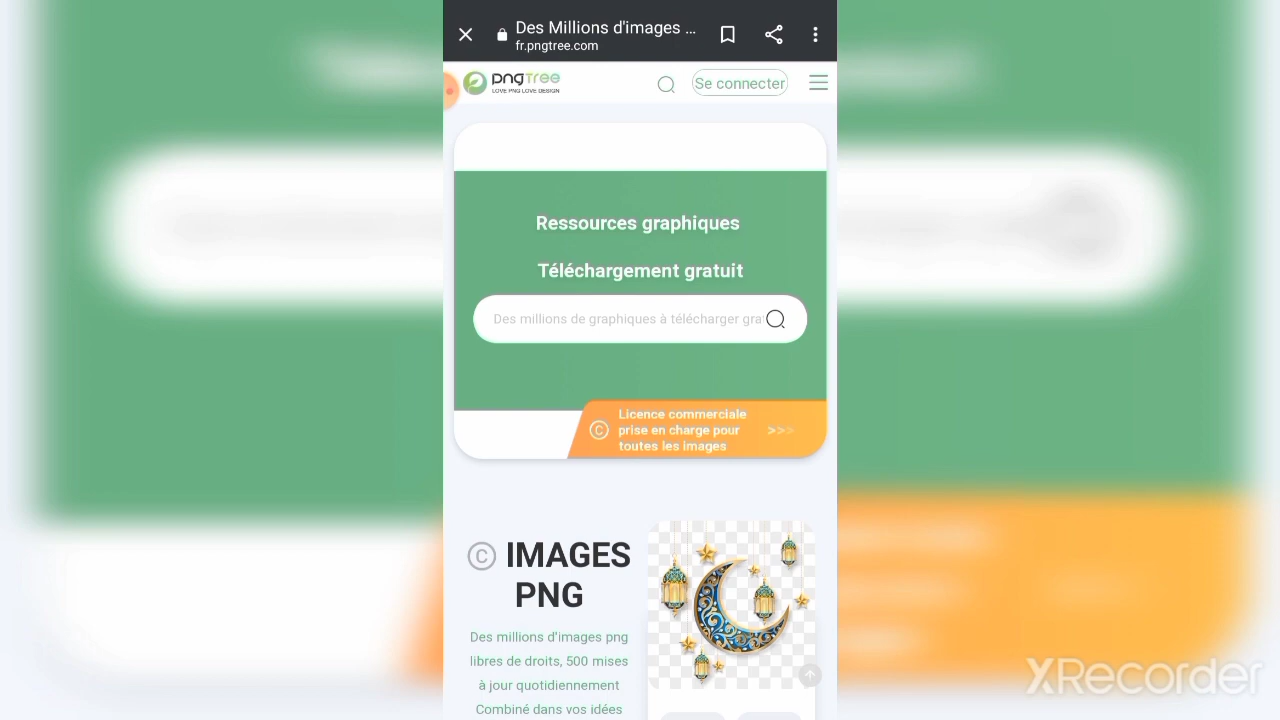 Des Millions d'images ...
fr.pngtree.com
pngtree
LOVE PNG LOVE DESIGN
Se connecter
Ressources graphiques
Téléchargement gratuit
Des millions de graphiques à télécharger gra
Licence commerciale
prise en charge pour
toutes les images
>>>
© IMAGES
PNG
Des millions d'images png
libres de droits, 500 mises
à jour quotidiennement
Combiné dans vos idées
XRecorder